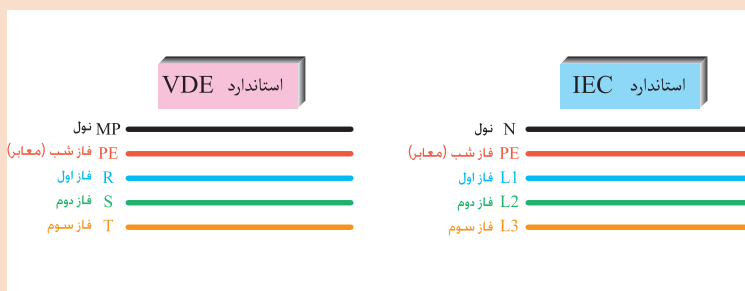 استاندارد IEC
N نول
PE فاز شب (معابر)
L1 فاز اول
L2 فاز دوم
L3 فاز سوم
استاندارد VDE
MP نول
PE فاز شب (معابر)
R فاز اول
S فاز دوم
T فاز سوم